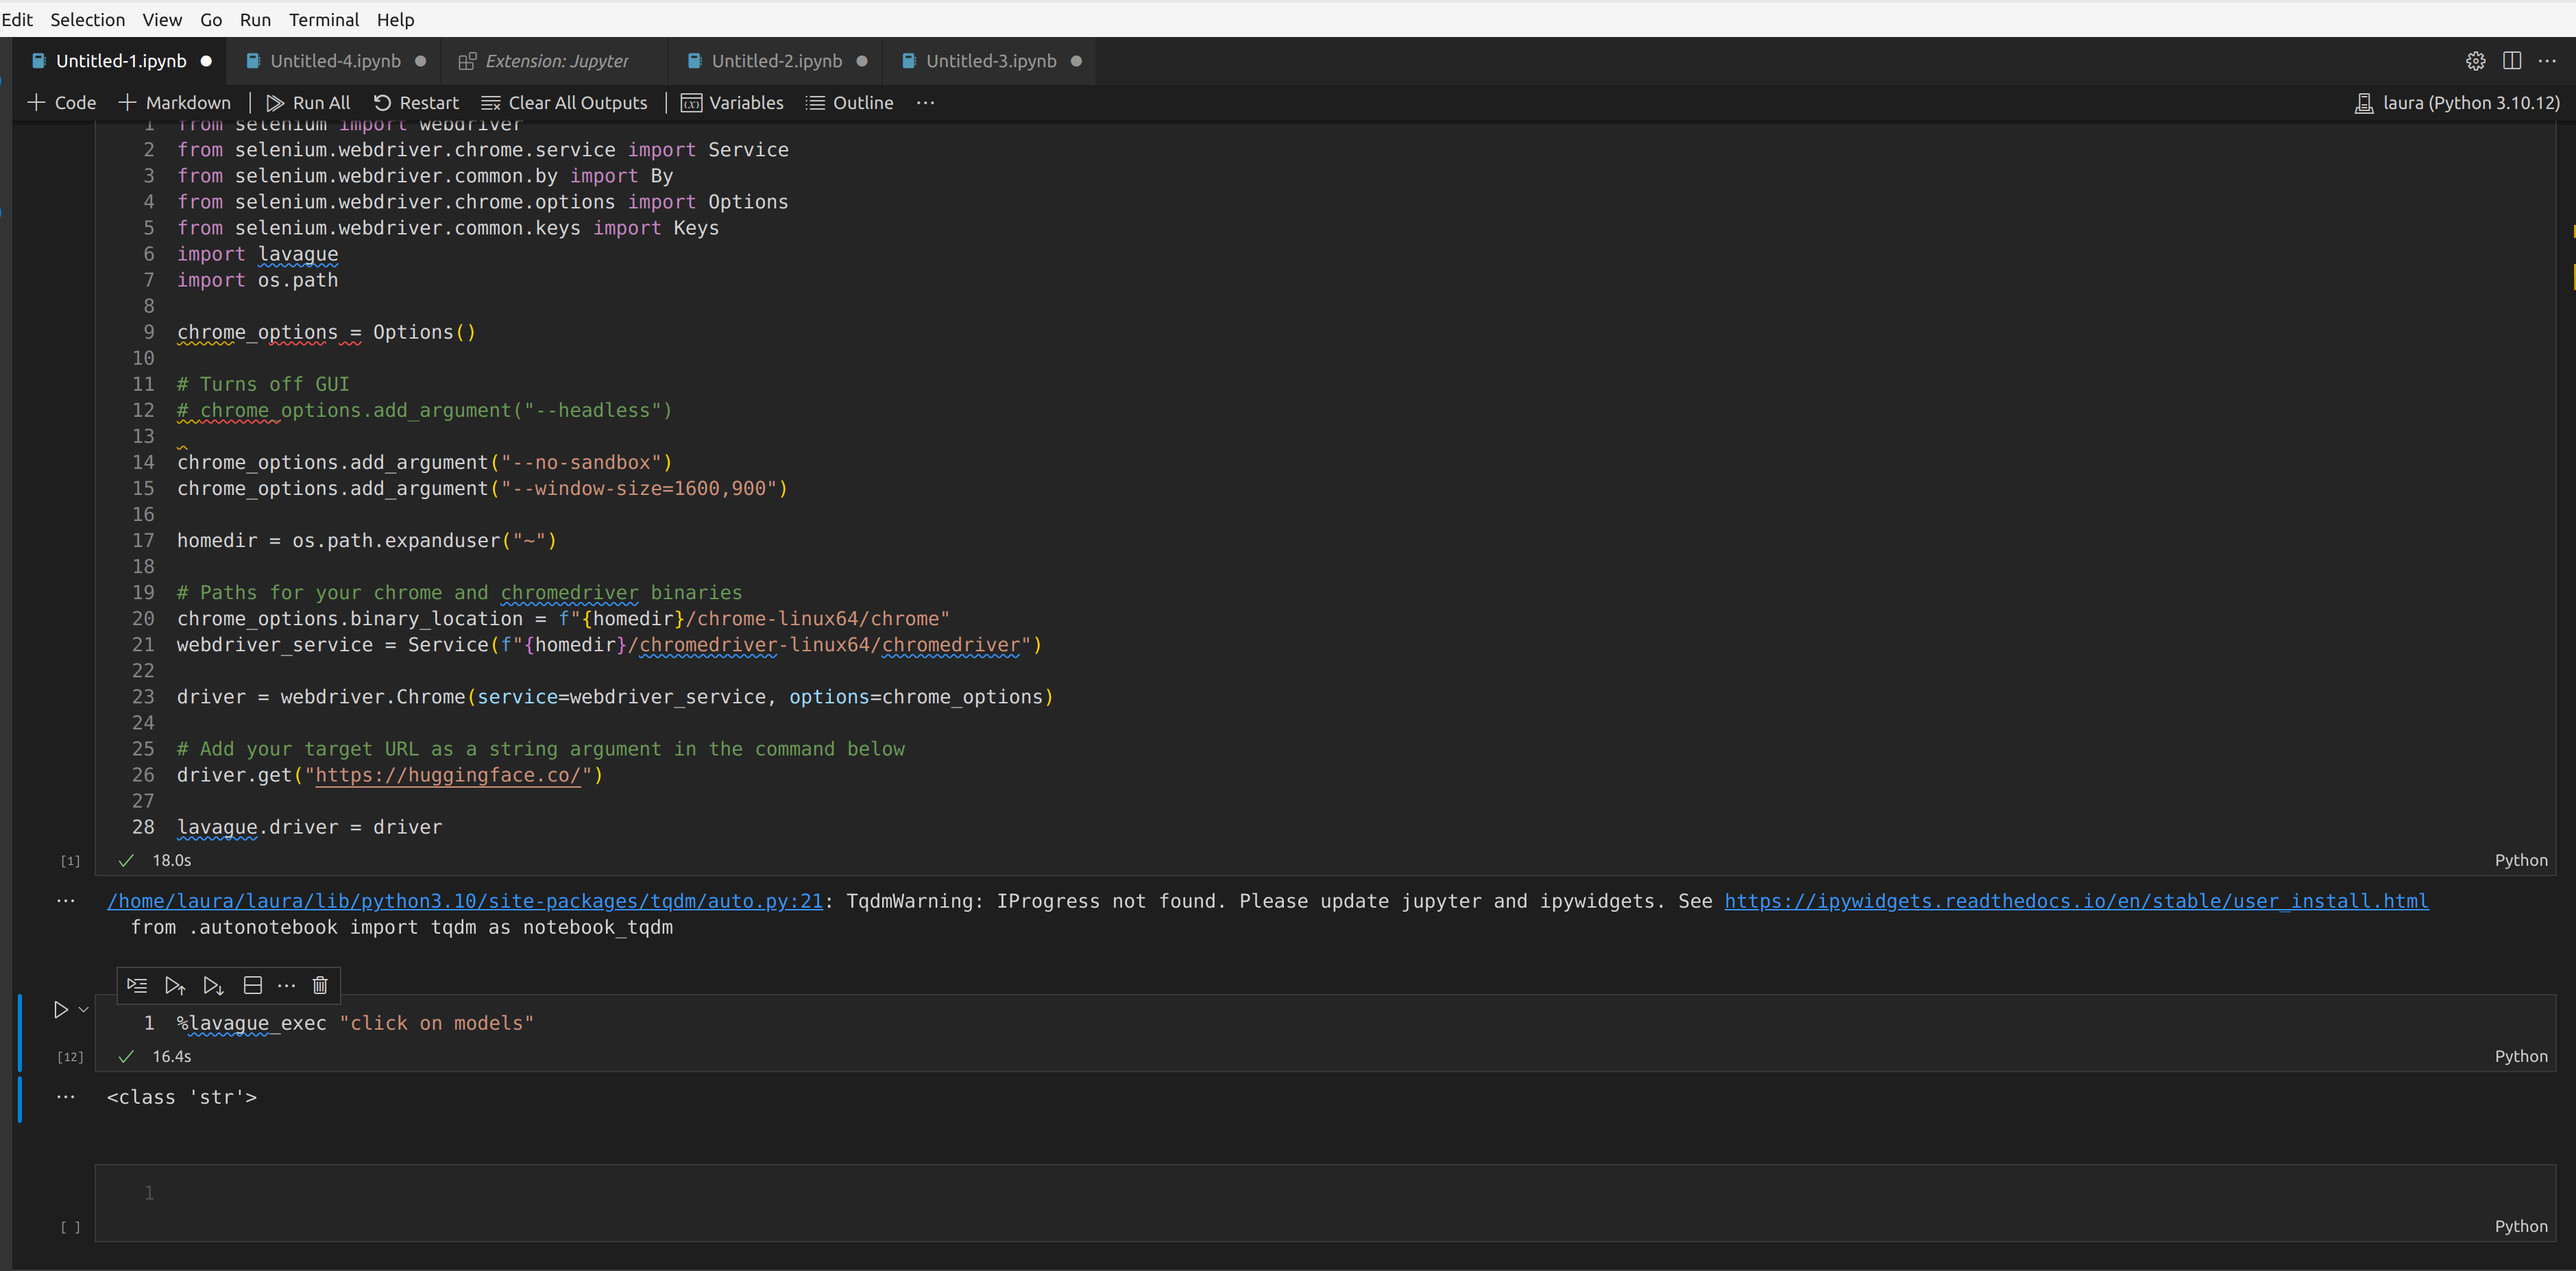 Edit Selection View Go Run Terminal Help
Untitled-1.ipynb Untitled-4.ipynb Extension: Jupyter Untitled-2.ipynb Untitled-3.ipynb ...
+ Code + Markdown Run All Restart Clear All Outputs Variables Outline ... laura (Python 3.10.12)
1 from selenium import webdriver
2 from selenium.webdriver.chrome.service import Service
3 from selenium.webdriver.common.by import By
4 from selenium.webdriver.chrome.options import Options
5 from selenium.webdriver.common.keys import Keys
6 import lavague
7 import os.path
8
9 chrome_options = Options()
10
11 # Turns off GUI
12 # chrome_options.add_argument("--headless")
13
14 chrome_options.add_argument("--no-sandbox")
15 chrome_options.add_argument("--window-size=1600,900")
16
17 homedir = os.path.expanduser("~")
18
19 # Paths for your chrome and chromedriver binaries
20 chrome_options.binary_location = f"{homedir}/chrome-linux64/chrome"
21 webdriver_service = Service(f"{homedir}/chromedriver-linux64/chromedriver")
22
23 driver = webdriver.Chrome(service=webdriver_service, options=chrome_options)
24
25 # Add your target URL as a string argument in the command below
26 driver.get("https://huggingface.co/")
27
28 lavague.driver = driver
[1] ✓ 18.0s Python
... /home/laura/laura/lib/python3.10/site-packages/tqdm/auto.py:21: TqdmWarning: IProgress not found. Please update jupyter and ipywidgets. See https://ipywidgets.readthedocs.io/en/stable/user_install.html
from .autonotebook import tqdm as notebook_tqdm
...
1 %lavague_exec "click on models"
[12] ✓ 16.4s Python
... <class 'str'>
1
[ ] Python